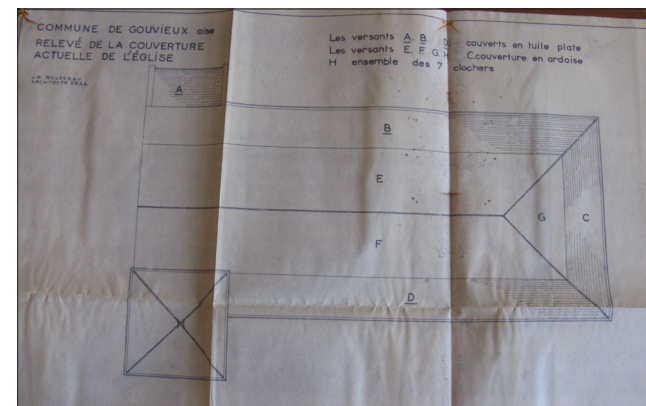 COMMUNE DE GOUVIEUX oise
RELEVÉ DE LA COUVERTURE
ACTUELLE DE L'ÉGLISE
ARCHITECTE
Les versants A. B. D couverts en tuile plate
Les versants E. F. G. H. C couverture en ardoise
H ensemble des clochers
A
B
E
G
C
F
D
H